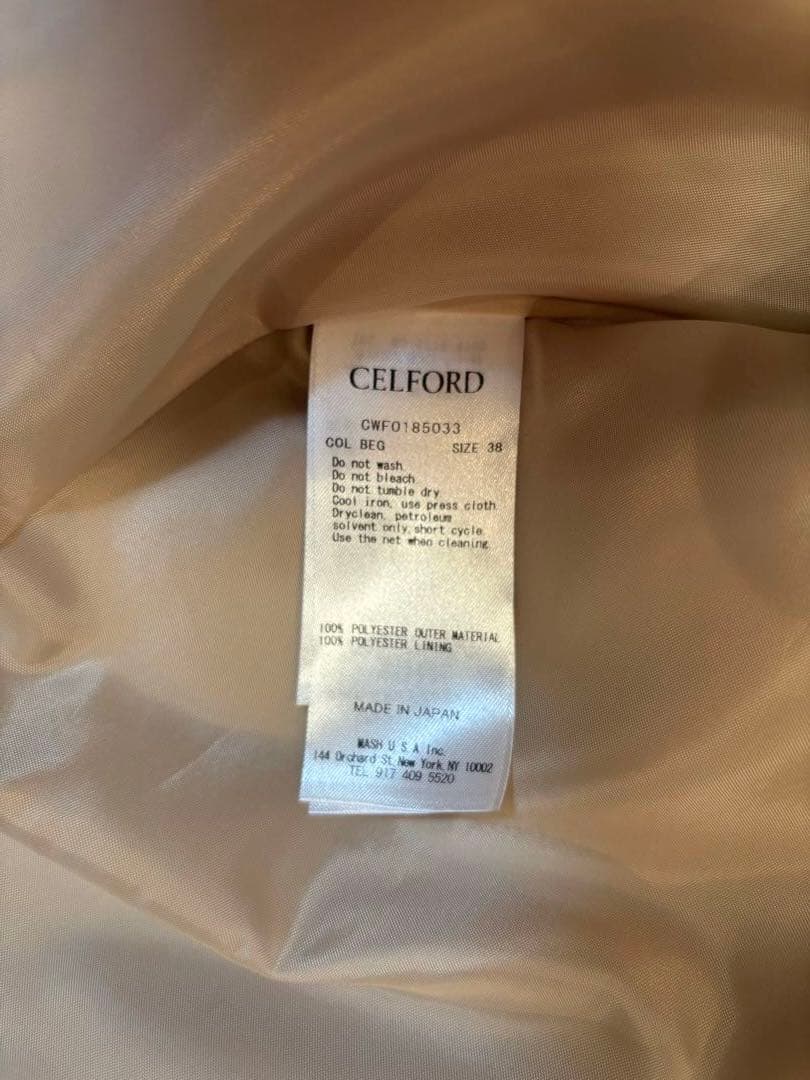 CELFORD
CWFO185033
COL BEG SIZE 38
Do not wash.
Do not bleach.
Do not tumble dry
Cool iron, use press cloth.
Dryclean, petroleum
solvent only, short cycle.
Use the net when cleaning.
100% POLYESTER OUTER MATERIAL
100% POLYESTER LINING
MADE IN JAPAN
MASH U S A Inc.
144 Orchard St. New York NY 10002
TEL 917 409 5520